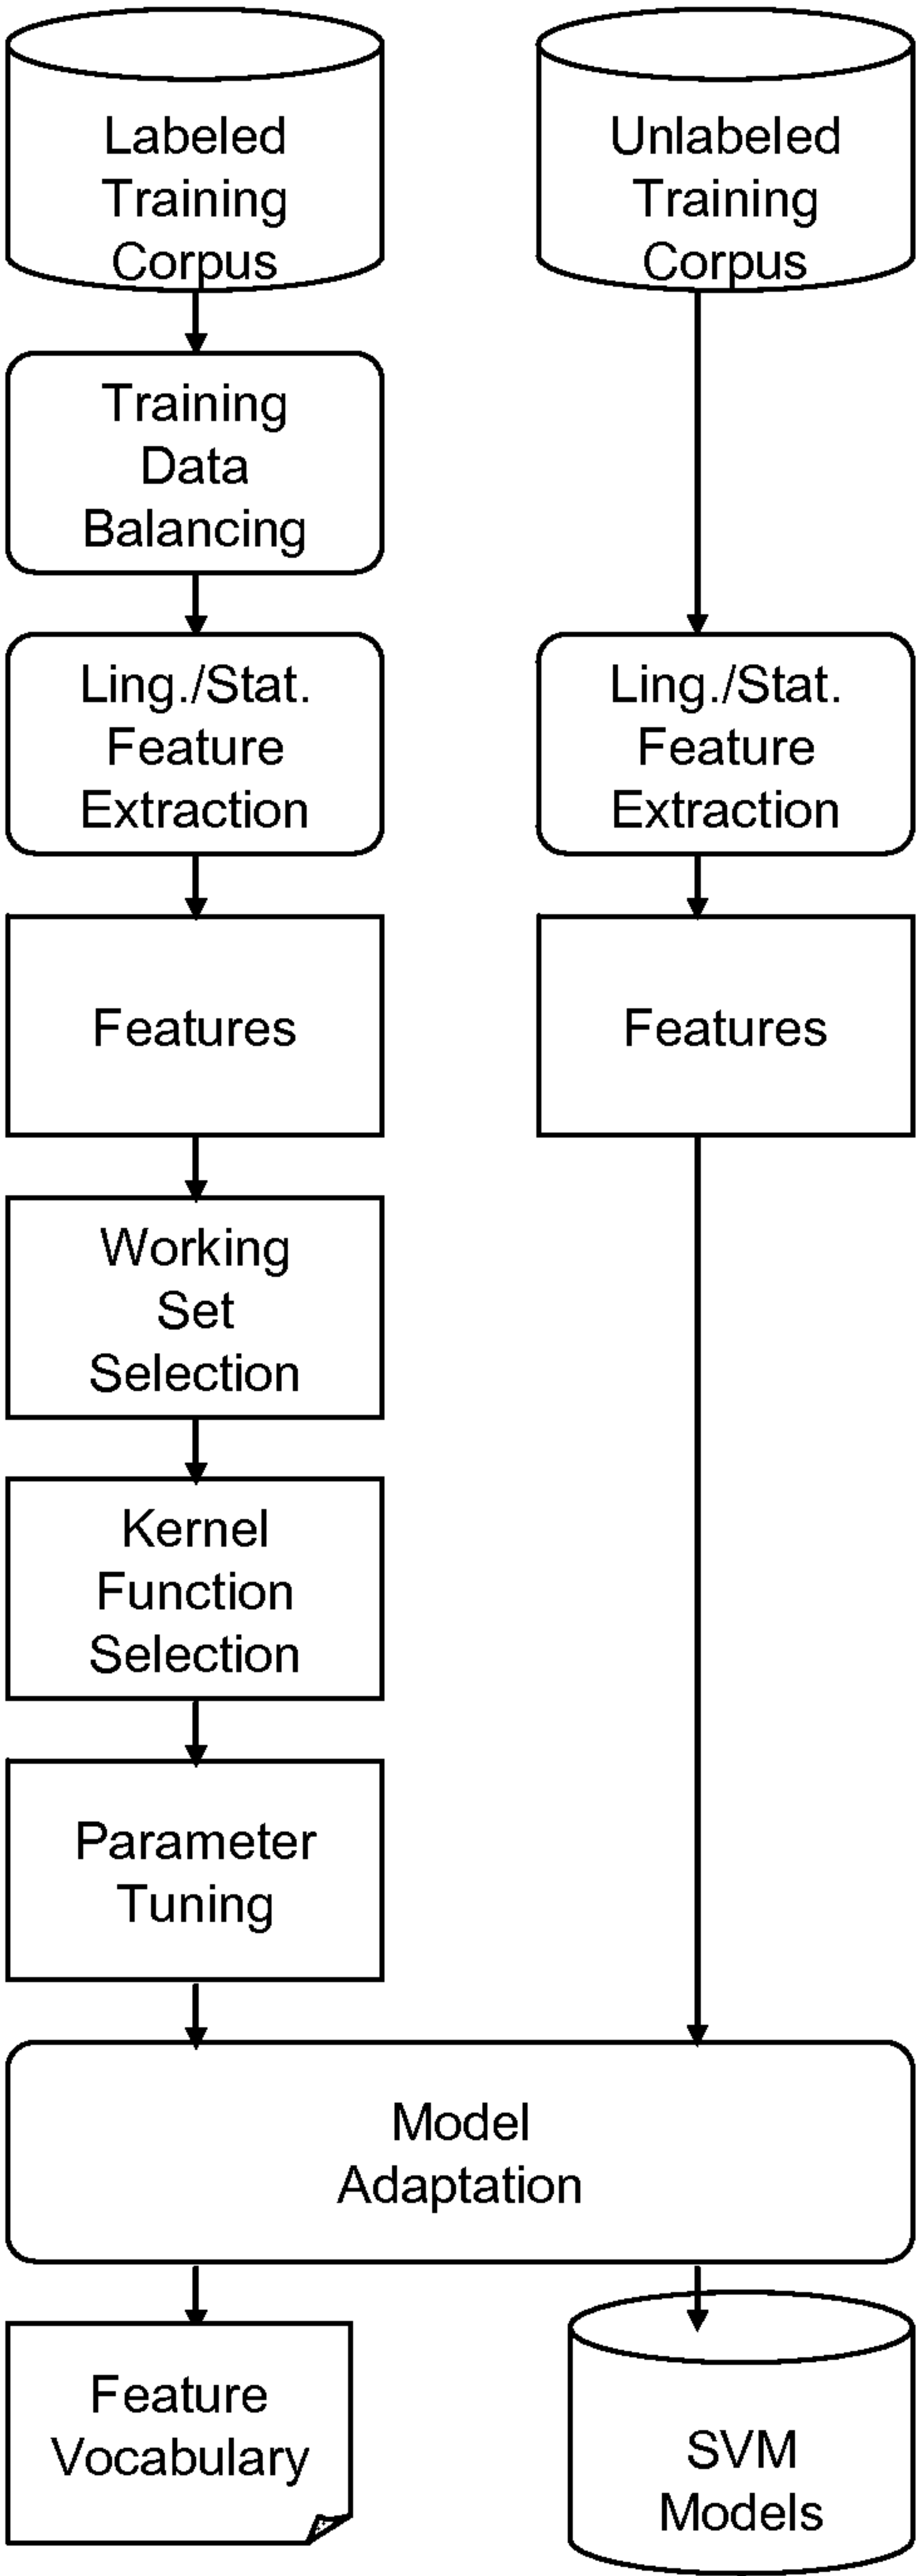 Labeled
Training
Corpus
Unlabeled
Training
Corpus
Training
Data
Balancing
Ling./Stat.
Feature
Extraction
Ling./Stat.
Feature
Extraction
Features
Features
Working
Set
Selection
Kernel
Function
Selection
Parameter
Tuning
Model
Adaptation
Feature
Vocabulary
SVM
Models